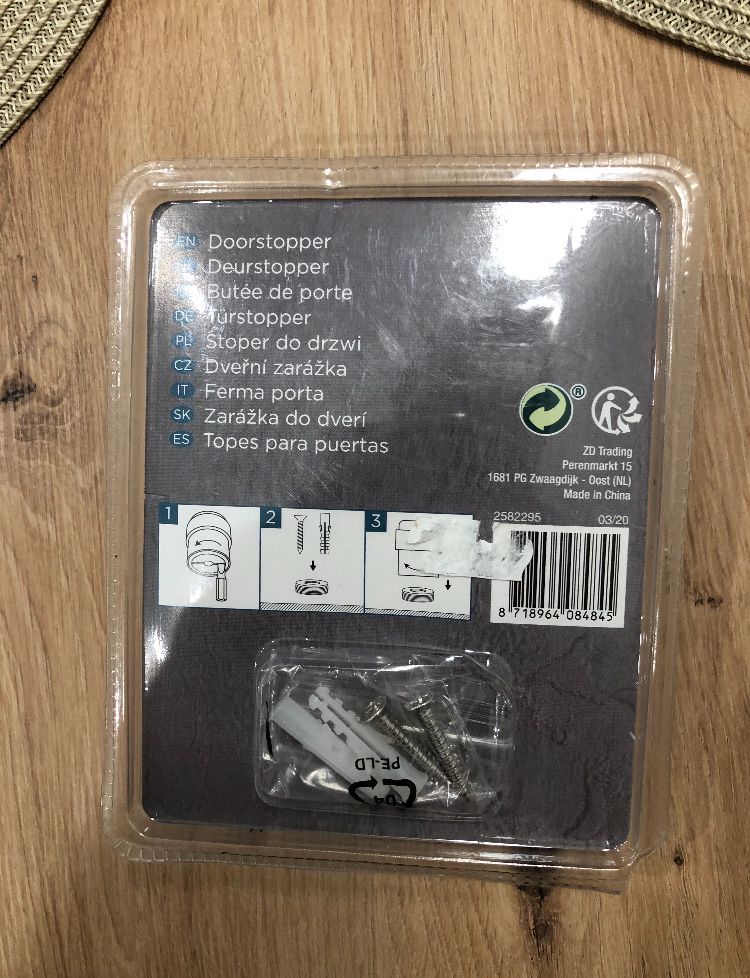 EN Doorstopper
Deurstopper
Butée de porte
DE Türstopper
PL Stoper do drzwi
CZ Dveřní zarážka
IT Ferma porta
SK Zarážka do dverí
ES Topes para puertas
®
ZD Trading
Perenmarkt 15
1681 PG Zwaagdijk - Oost (NL)
Made in China
1 2 3
2582295 03/20
8 718964 084845
PE-LD
04